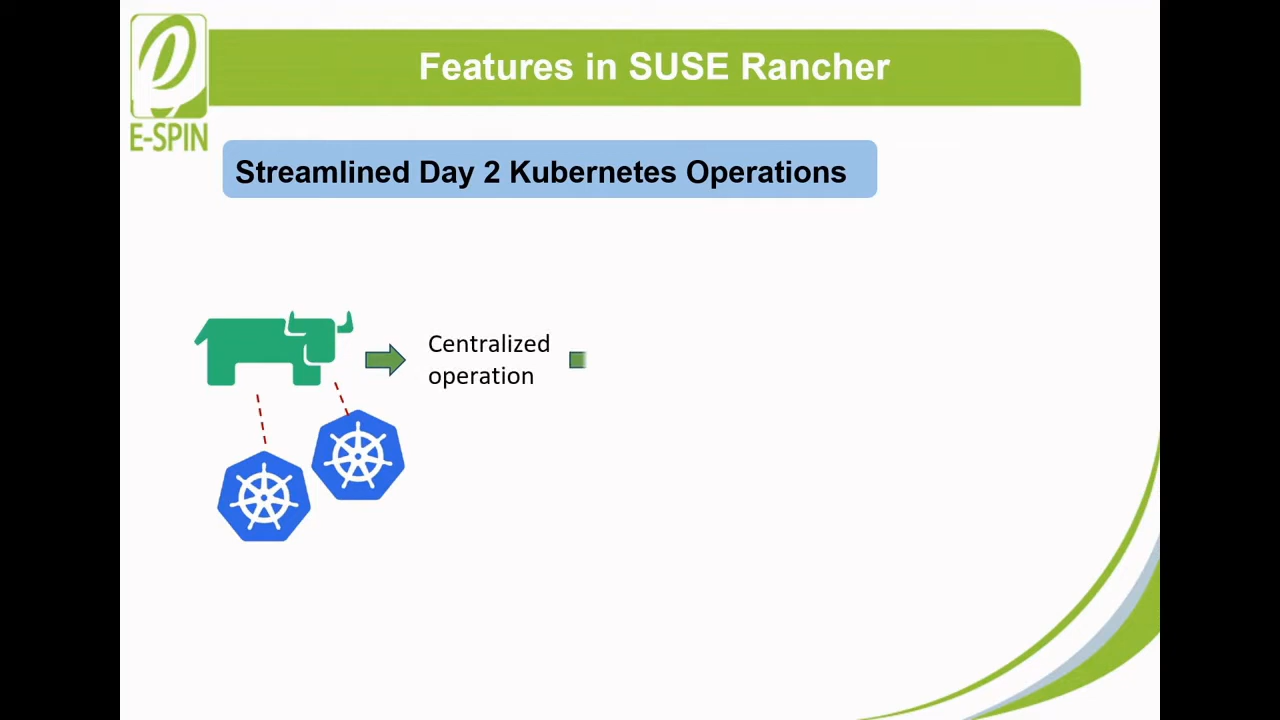 Features in SUSE Rancher
E-SPIN
Streamlined Day 2 Kubernetes Operations
Centralized
operation